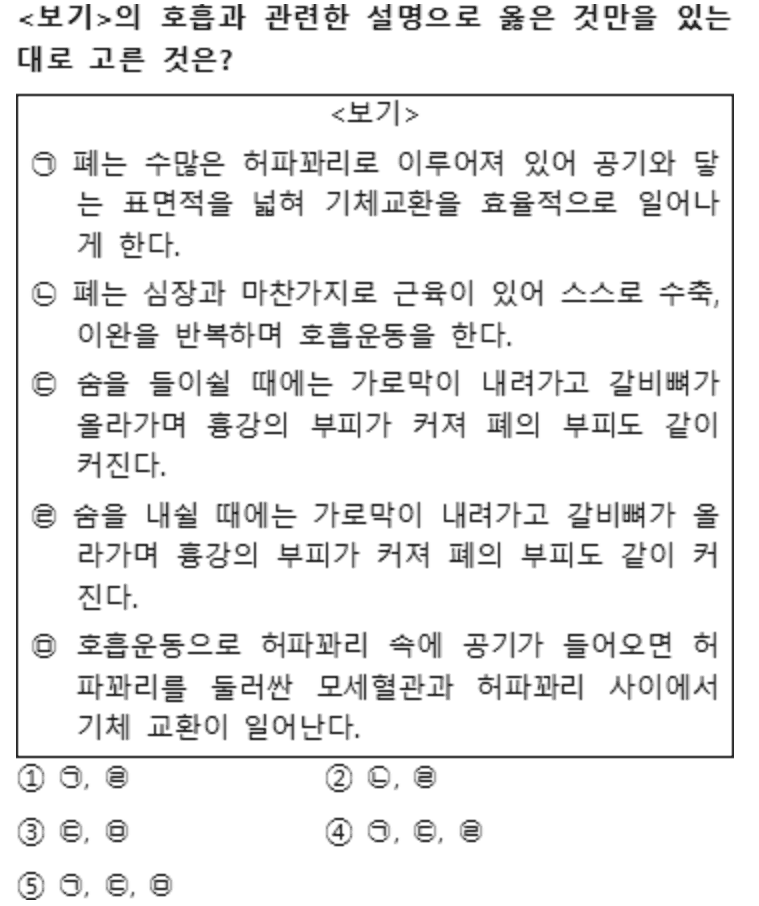 <보기>의 호흡과 관련한 설명으로 옳은 것만을 있는
대로 고른 것은?
<보기>
㉠ 폐는 수많은 허파꽈리로 이루어져 있어 공기와 닿
는 표면적을 넓혀 기체교환을 효율적으로 일어나
게 한다.
㉡ 폐는 심장과 마찬가지로 근육이 있어 스스로 수축,
이완을 반복하며 호흡운동을 한다.
㉢ 숨을 들이쉴 때에는 가로막이 내려가고 갈비뼈가
올라가며 흉강의 부피가 커져 폐의 부피도 같이
커진다.
㉣ 숨을 내쉴 때에는 가로막이 내려가고 갈비뼈가 올
라가며 흉강의 부피가 커져 폐의 부피도 같이 커
진다.
㉤ 호흡운동으로 허파꽈리 속에 공기가 들어오면 허
파꽈리를 둘러싼 모세혈관과 허파꽈리 사이에서
기체 교환이 일어난다.
① ㉠, ㉣ ② ㉡, ㉣
③ ㉢, ㉤ ④ ㉠, ㉢, ㉣
⑤ ㉠, ㉢, ㉤